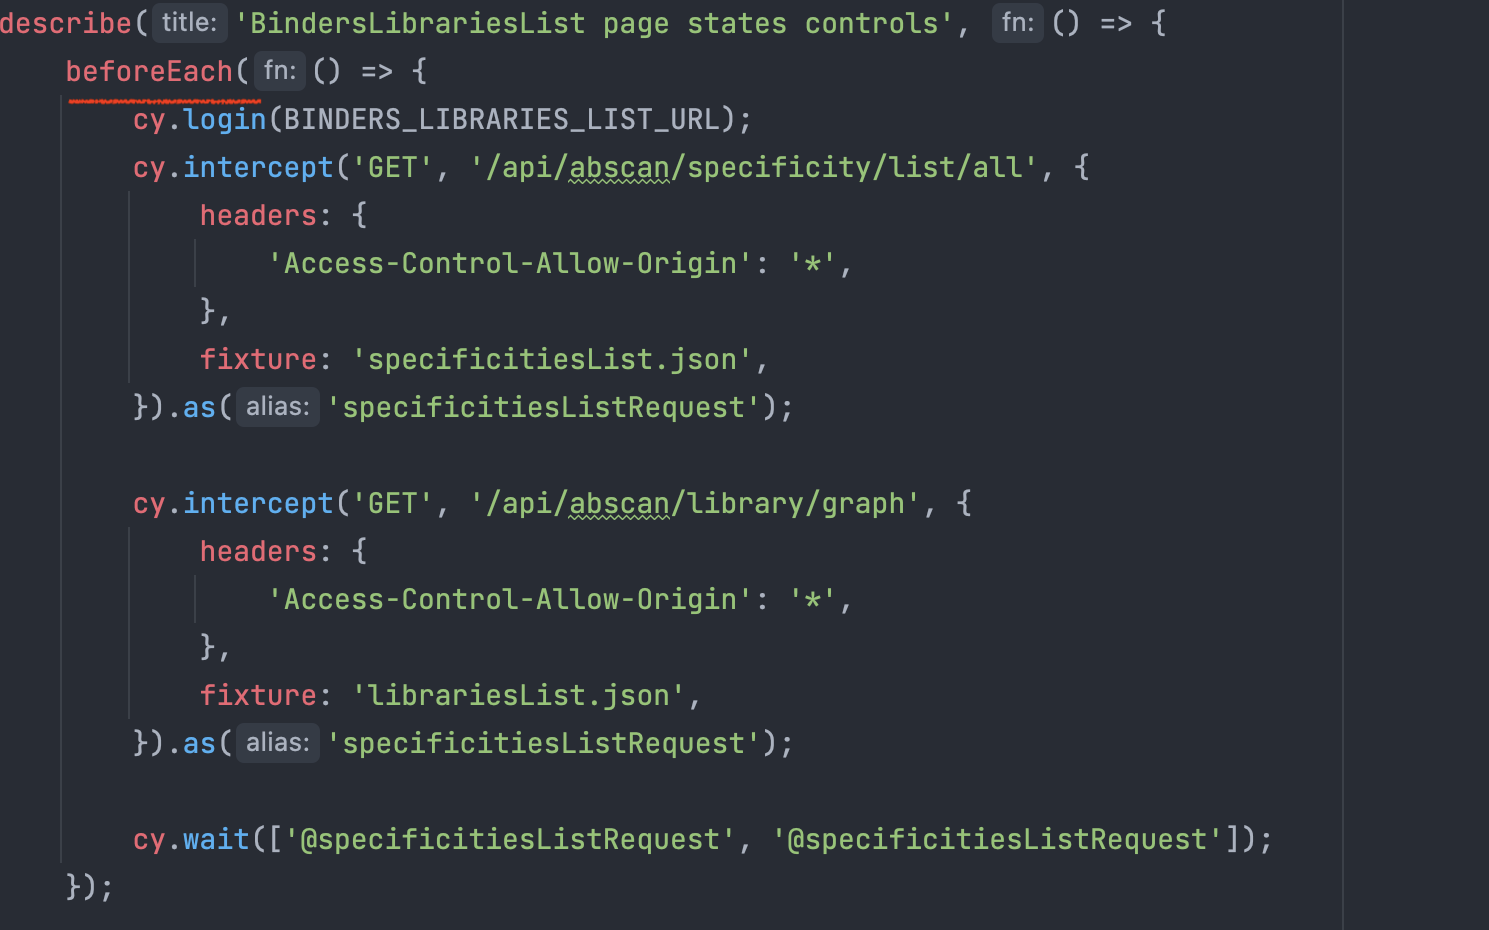 describe( title: 'BindersLibrariesList page states controls', fn: () => {
beforeEach( fn: () => {
cy.login(BINDERS_LIBRARIES_LIST_URL);
cy.intercept('GET', '/api/abscan/specificity/list/all', {
headers: {
'Access-Control-Allow-Origin': '*',
},
fixture: 'specificitiesList.json',
}).as( alias: 'specificitiesListRequest');
cy.intercept('GET', '/api/abscan/library/graph', {
headers: {
'Access-Control-Allow-Origin': '*',
},
fixture: 'librariesList.json',
}).as( alias: 'specificitiesListRequest');
cy.wait(['@specificitiesListRequest', '@specificitiesListRequest']);
});